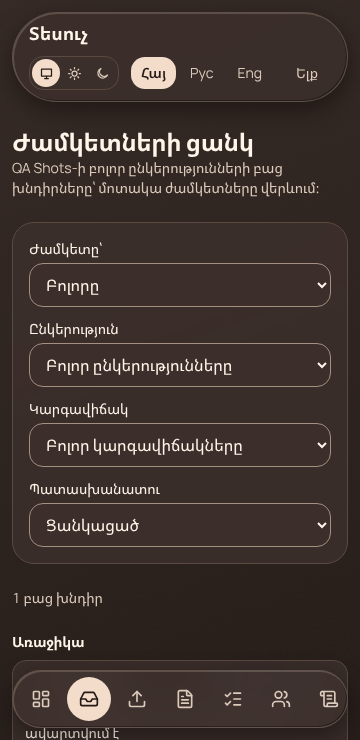 Տեսուչ
Հայ Рус Eng Ելք
Ժամկետների ցանկ
QA Shots-ի բոլոր ընկերությունների բաց
խնդիրները՝ մոտակա ժամկետները վերևում։
Ժամկետը՝
Բոլորը
Ընկերություն
Բոլոր ընկերությունները
Կարգավիճակ
Բոլոր կարգավիճակները
Պատասխանատու
Ցանկացած
1 բաց խնդիր
Առաջիկա
ավարտվում է